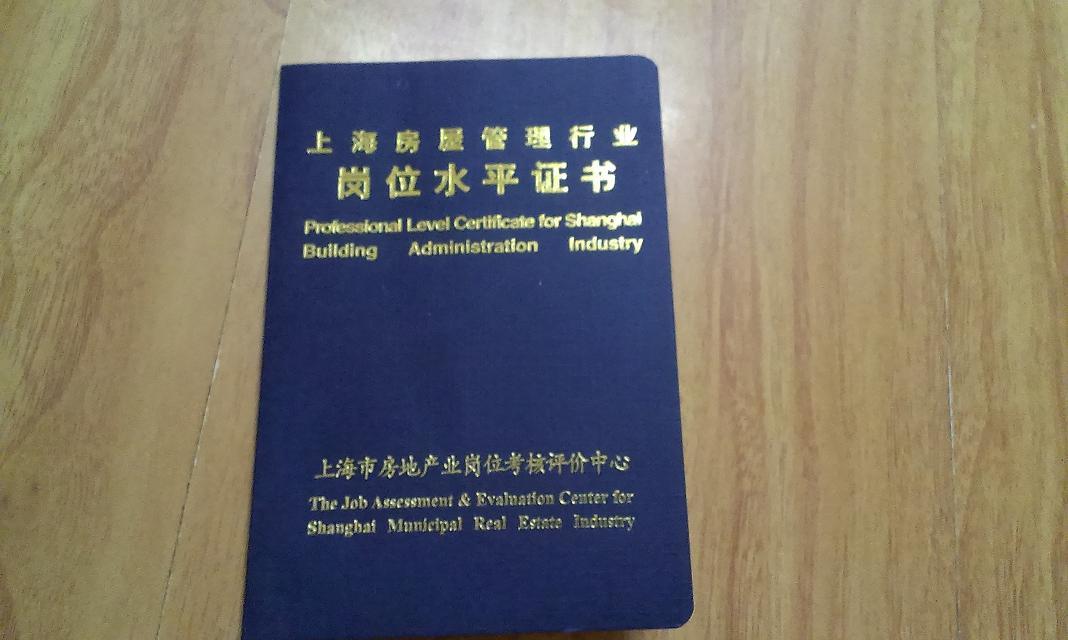 上海房屋管理行业
岗位水平证书
Professional Level Certificate for Shanghai
Building Administration Industry
上海市房地产业岗位考核评价中心
The Job Assessment & Evaluation Center for
Shanghai Municipal Real Estate Industry